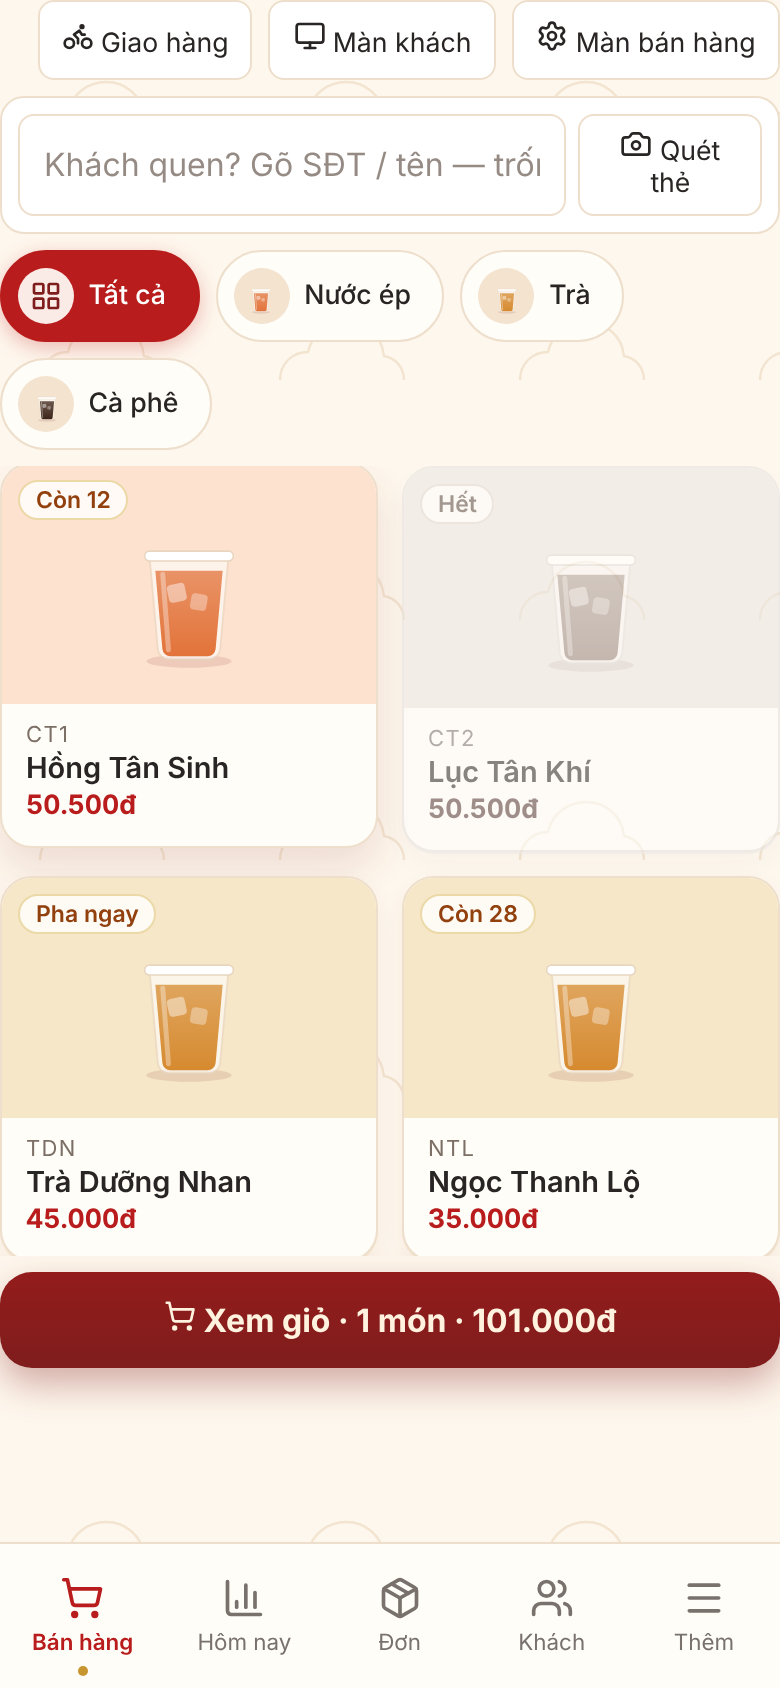 Giao hàng
Màn khách
Màn bán hàng
Khách quen? Gõ SĐT / tên —
Quét
thẻ
Tất cả
Nước ép
Trà
Cà phê
Còn 12
Hết
CT1
Hồng Tân Sinh
50.500đ
CT2
Lục Tân Khí
50.500đ
Pha ngay
Còn 28
TDN
Trà Dưỡng Nhan
45.000đ
NTL
Ngọc Thanh Lộ
35.000đ
Xem giỏ · 1 món · 101.000đ
Bán hàng
Hôm nay
Đơn
Khách
Thêm